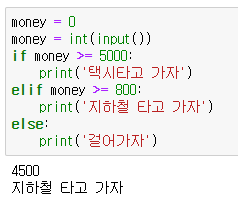 money = 0
money = int(input())
if money >= 5000:
    print('택시타고 가자')
elif money >= 800:
    print('지하철 타고 가자')
else:
    print('걸어가자')
4500
지하철 타고 가자